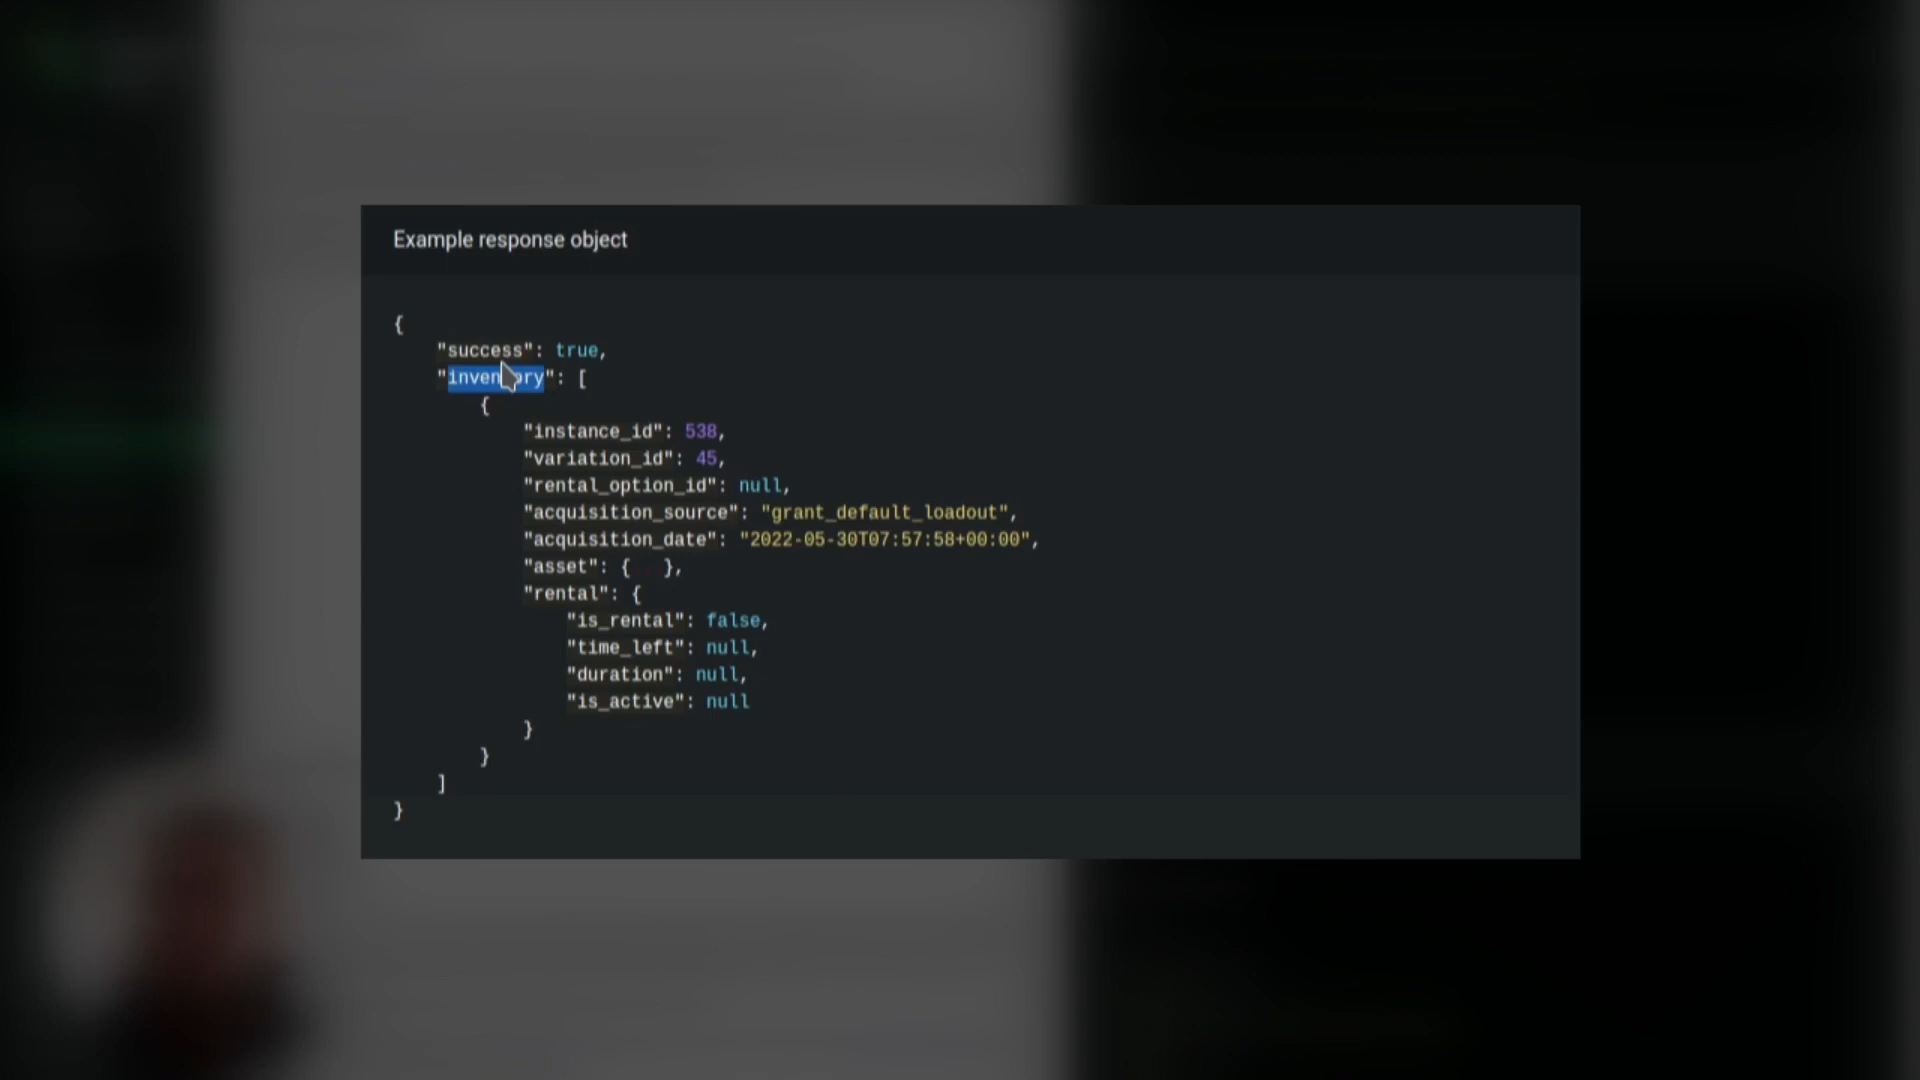 Example response object
{
"success": true,
"inventory": [
{
"instance_id": 538,
"variation_id": 45,
"rental_option_id": null,
"acquisition_source": "grant_default_loadout",
"acquisition_date": "2022-05-30T07:57:58+00:00",
"asset": { },
"rental": {
"is_rental": false,
"time_left": null,
"duration": null,
"is_active": null
}
}
]
}